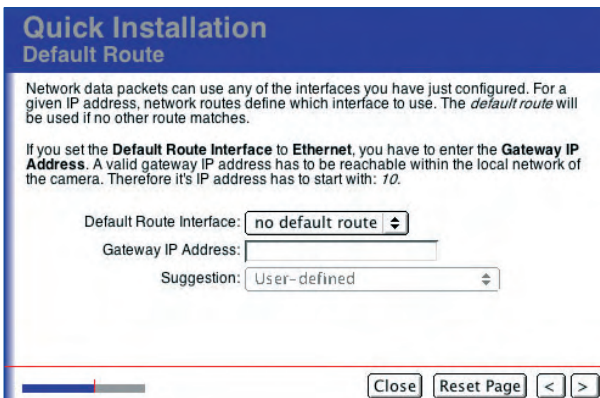 Quick Installation
Default Route
Network data packets can use any of the interfaces you have just configured. For a
given IP address, network routes define which interface to use. The default route will
be used if no other route matches.
If you set the Default Route Interface to Ethernet, you have to enter the Gateway IP
Address. A valid gateway IP address has to be reachable within the local network of
the camera. Therefore it's IP address has to start with: 10.
Default Route Interface: no default route
Gateway IP Address:
Suggestion: User-defined
Close Reset Page < >